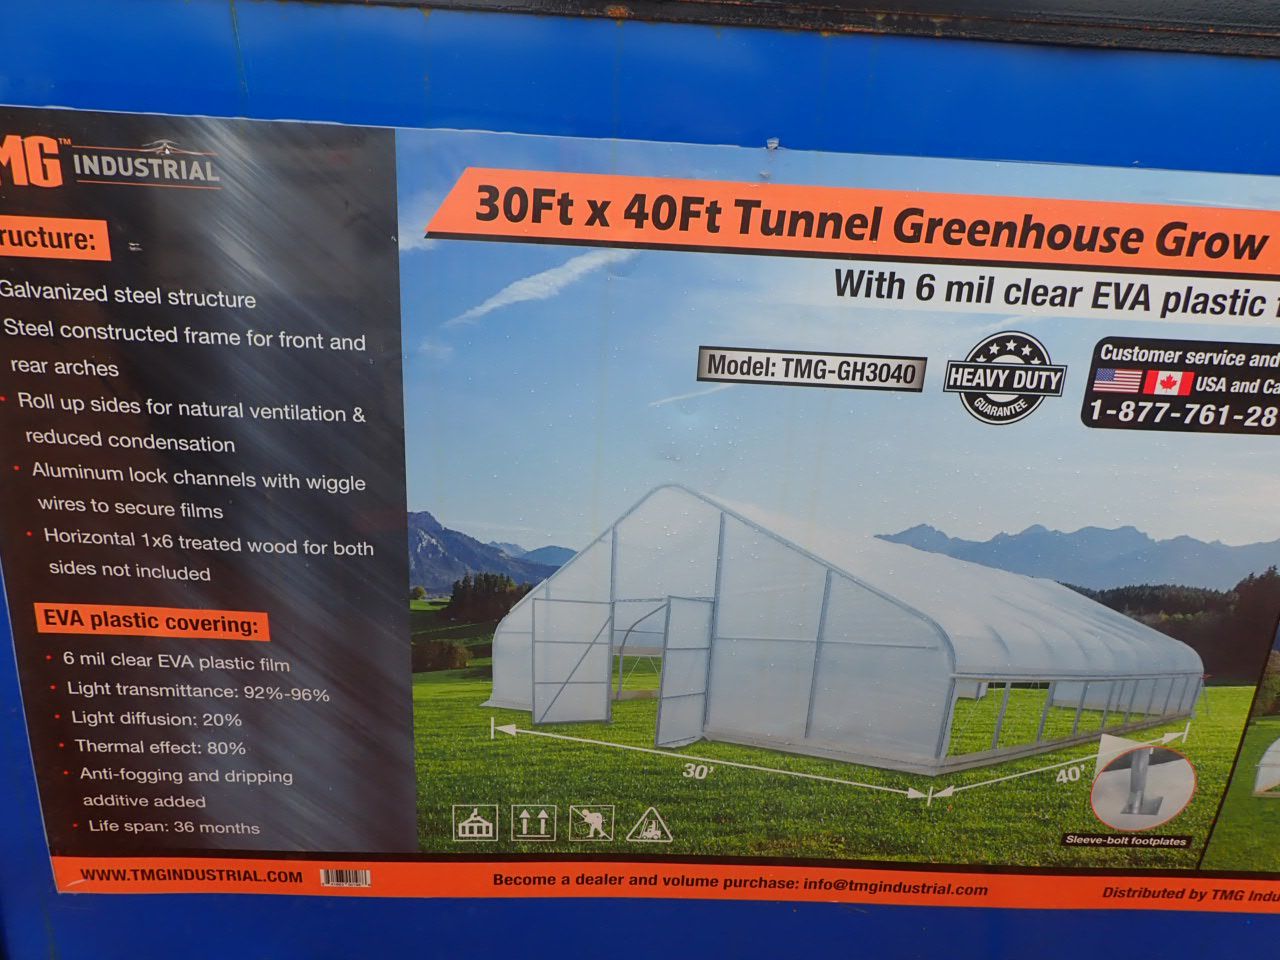 MG™ INDUSTRIAL
ructure:
Galvanized steel structure
Steel constructed frame for front and
rear arches
• Roll up sides for natural ventilation &
reduced condensation
• Aluminum lock channels with wiggle
wires to secure films
• Horizontal 1x6 treated wood for both
sides not included
EVA plastic covering:
• 6 mil clear EVA plastic film
• Light transmittance: 92%-96%
• Light diffusion: 20%
• Thermal effect: 80%
• Anti-fogging and dripping
additive added
• Life span: 36 months
WWW.TMGINDUSTRIAL.COM
30Ft x 40Ft Tunnel Greenhouse Grow
With 6 mil clear EVA plastic
Model: TMG-GH3040
HEAVY DUTY
GUARANTEE
Customer service and
USA and Ca
1-877-761-28
30'
40'
Sleeve-bolt footplates
Become a dealer and volume purchase: info@tmgindustrial.com
Distributed by TMG Indu